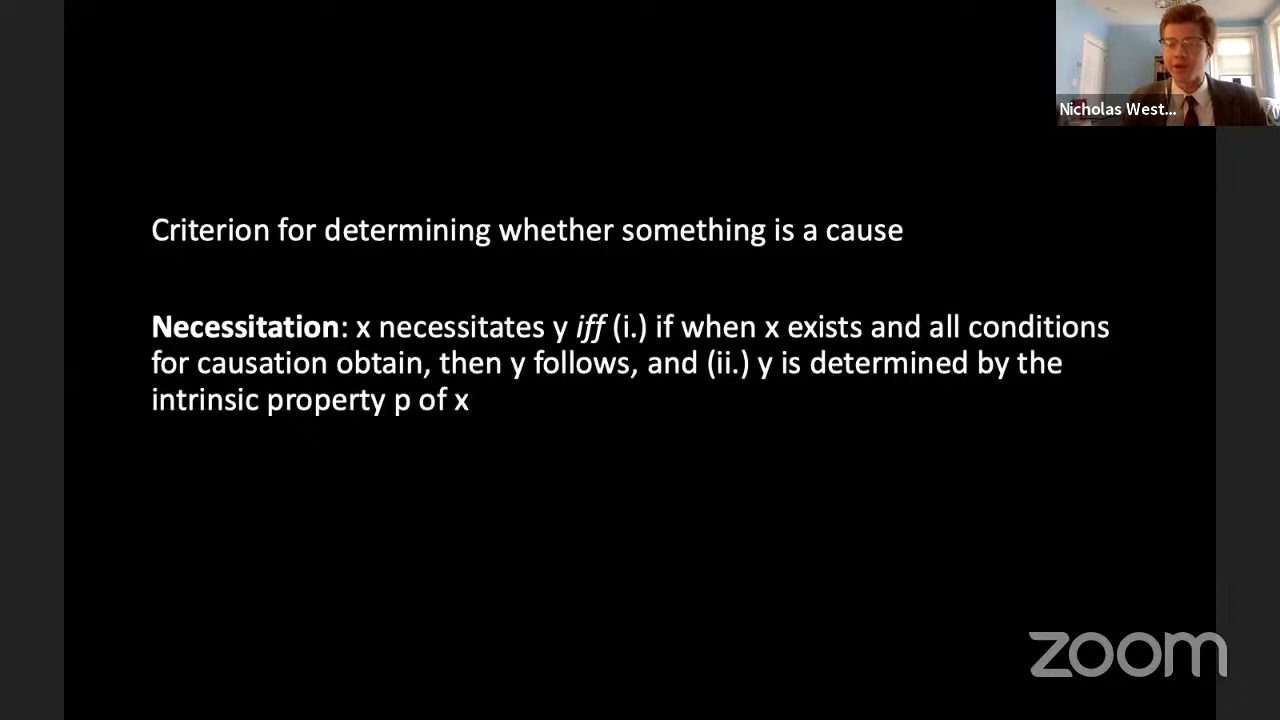 Nicholas West...
Criterion for determining whether something is a cause
Necessitation: x necessitates y iff (i.) if when x exists and all conditions
for causation obtain, then y follows, and (ii.) y is determined by the
intrinsic property p of x
zoom